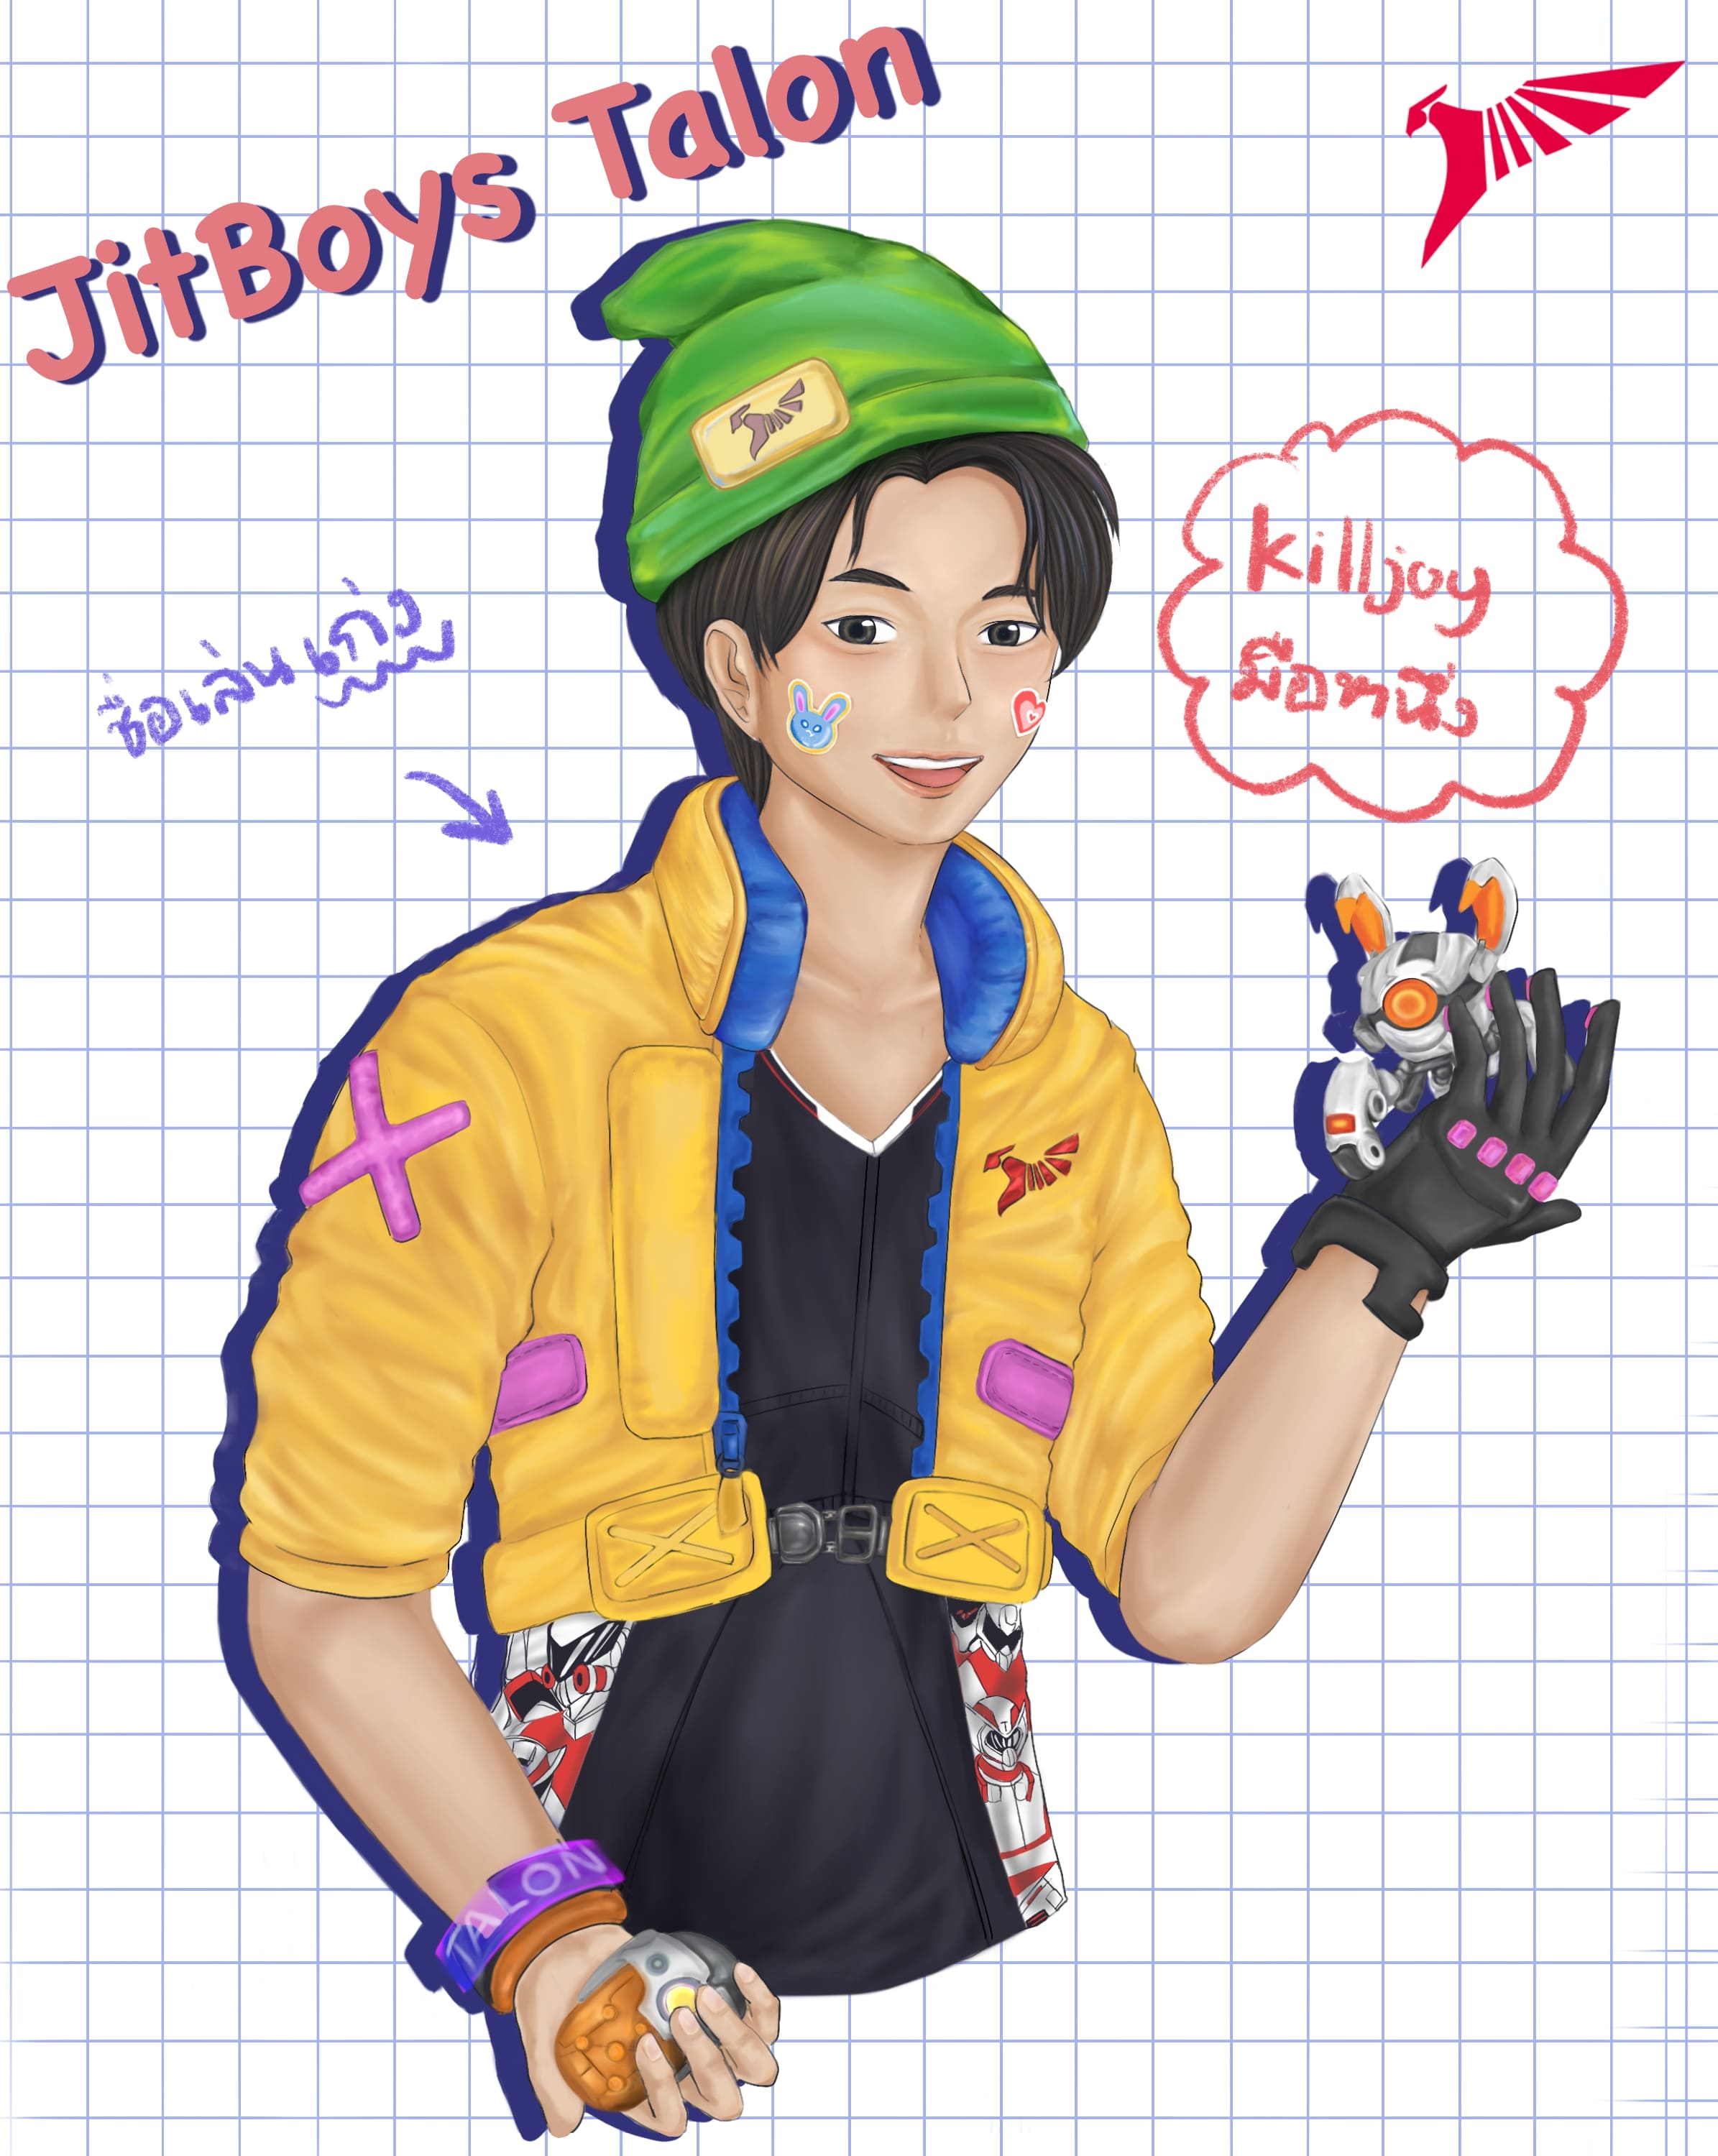 JitBoys Talon
killjoy
มือหนึ่ง
ชื่อเล่น เก่ง
TALON